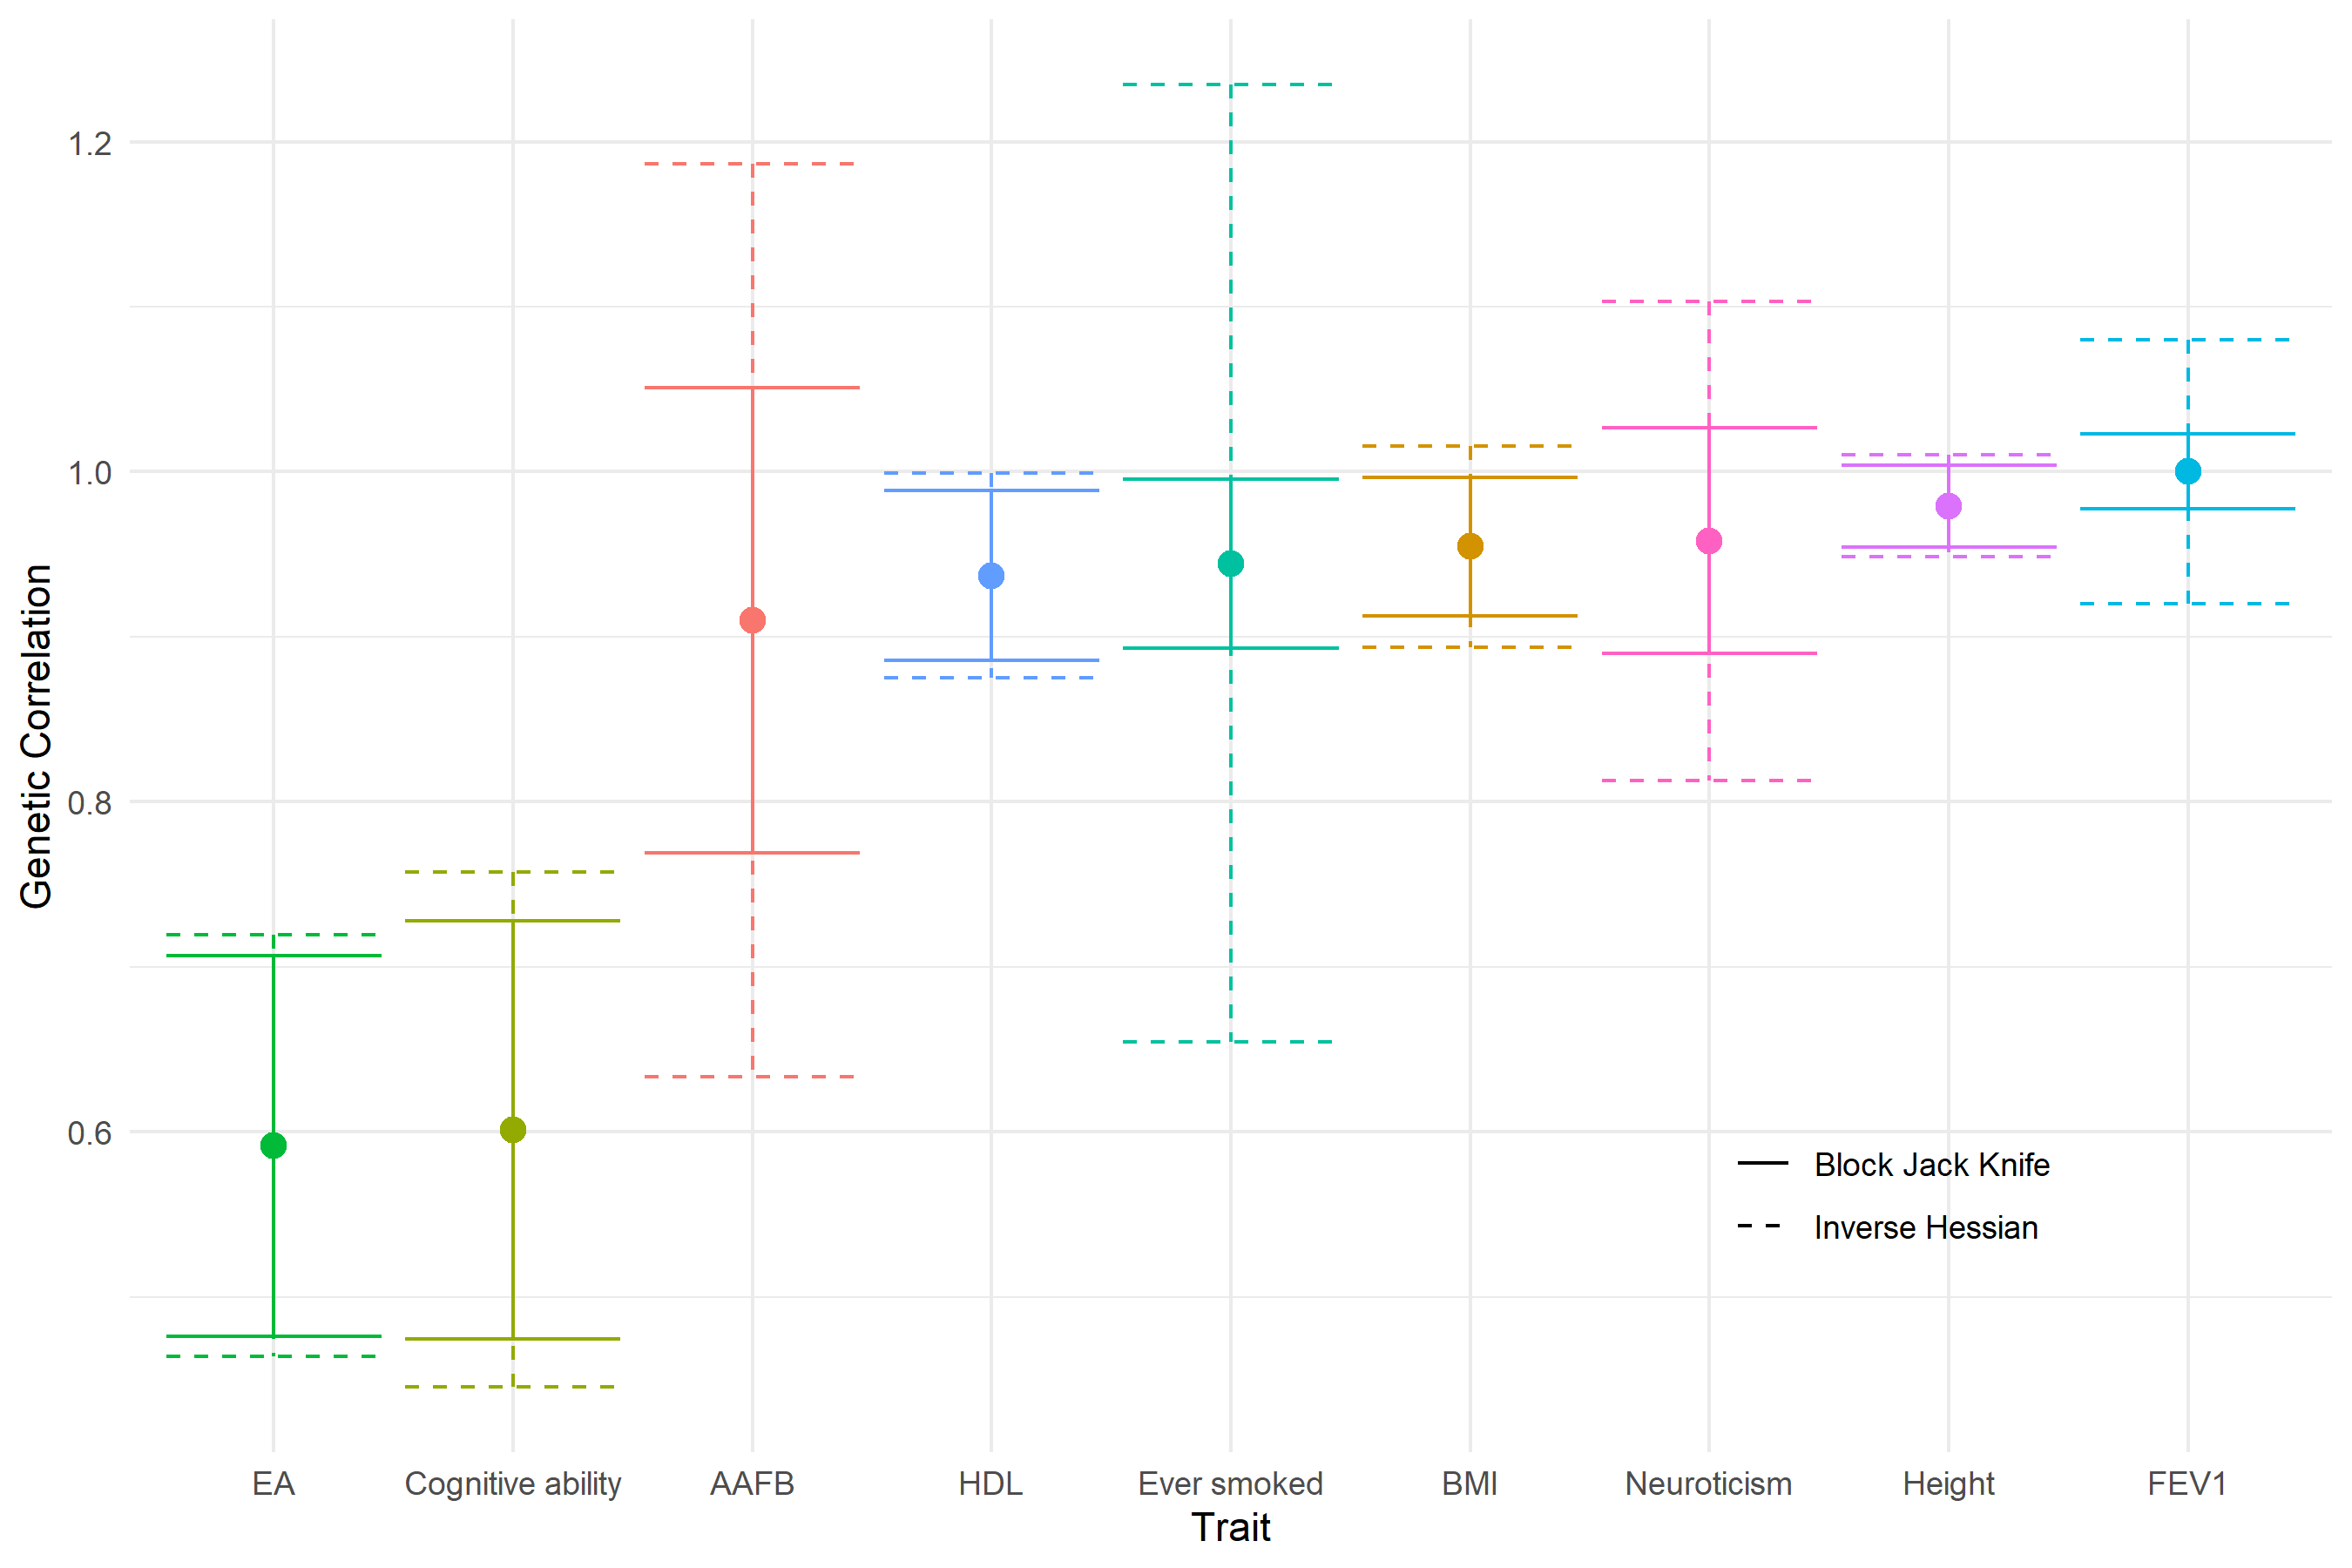 Genetic Correlation
1.2
1.0
0.8
0.6
Block Jack Knife
Inverse Hessian
EA Cognitive ability AAFB HDL Ever smoked BMI Neuroticism Height FEV1
Trait